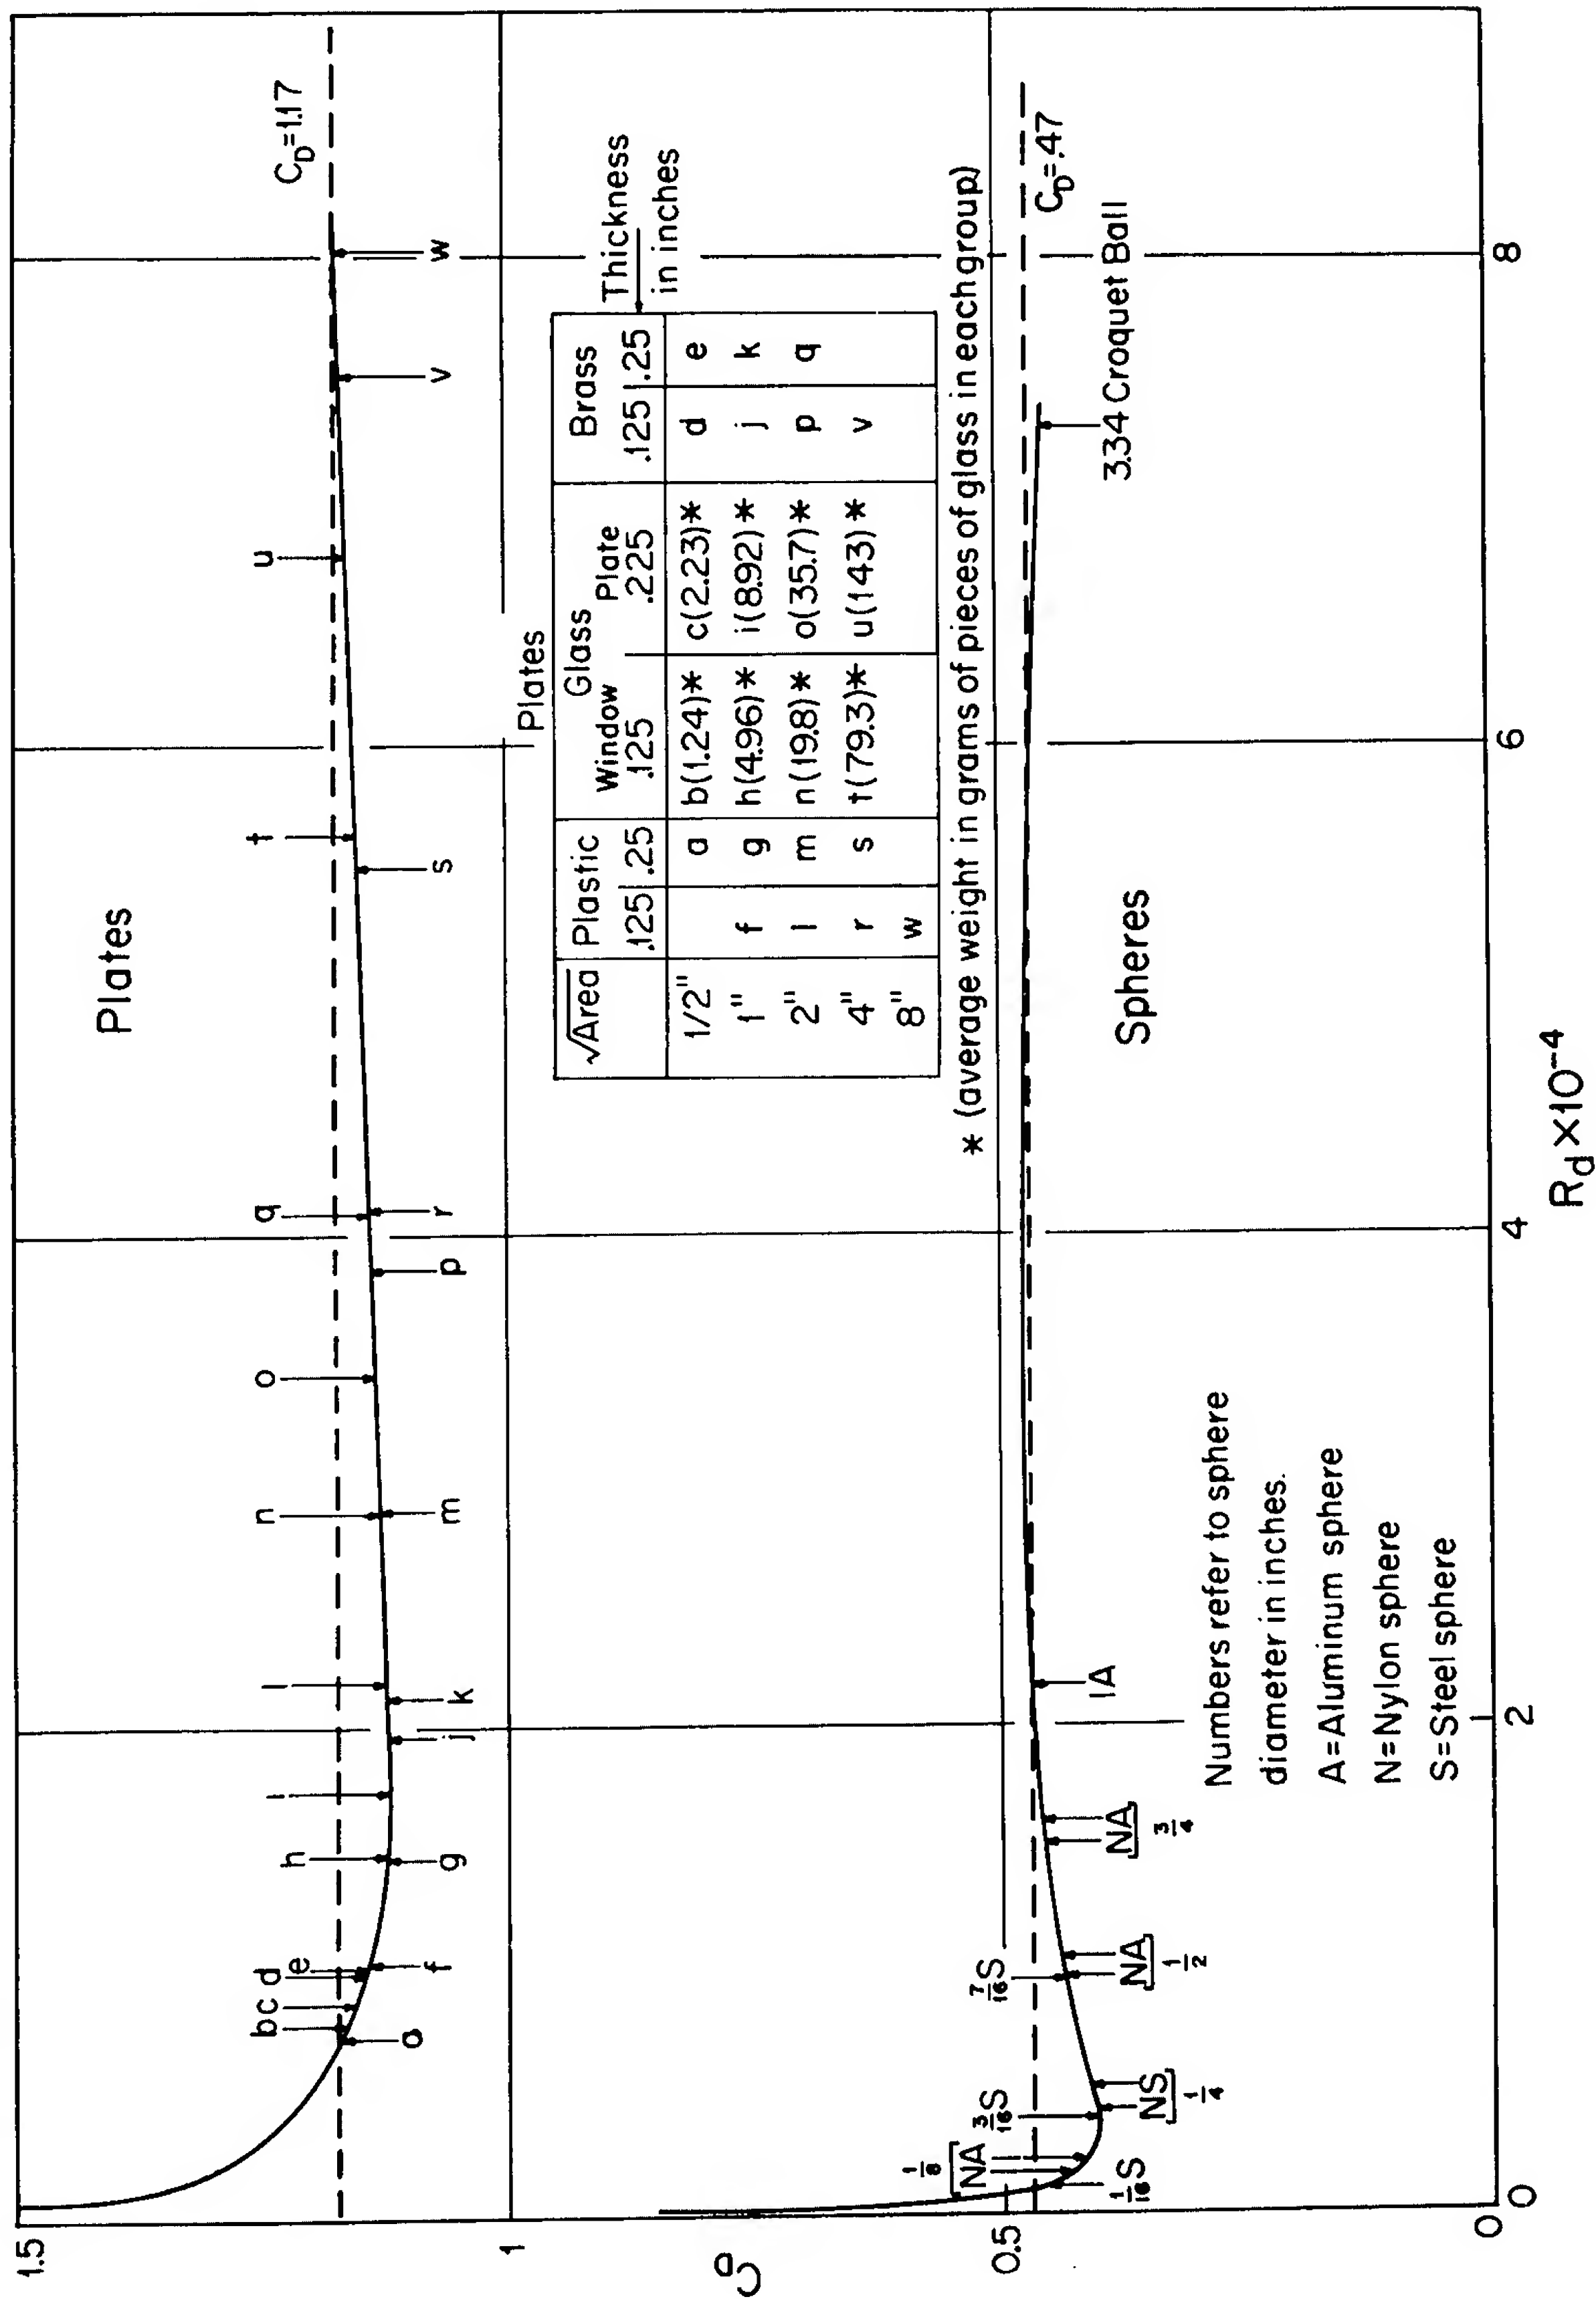 1.5
1
0.5
0
C_D
Plates
C_D=1.17
b c d e h i l n o q t u
a f g j k m p r s v w
Plates
√Area Plastic Glass Brass
Window Plate
.125 .25 .125 .225 .125 .25
Thickness in inches
1/2" a b(1.24)* c(2.23)* d e
1" f g h(4.96)* i(8.92)* j k
2" l m n(19.8)* o(35.7)* p q
4" r s t(79.3)* u(143)* v
8" w
* (average weight in grams of pieces of glass in each group)
1/8 [NA 3/16 S 7/16 S
C_D=.47
1/16 S NS] 1/4 NA] 1/2 NA] 3/4 1A 3.34 Croquet Ball
Spheres
Numbers refer to sphere
diameter in inches.
A=Aluminum sphere
N=Nylon sphere
S=Steel sphere
0 2 4 6 8
R_d ×10⁻⁴